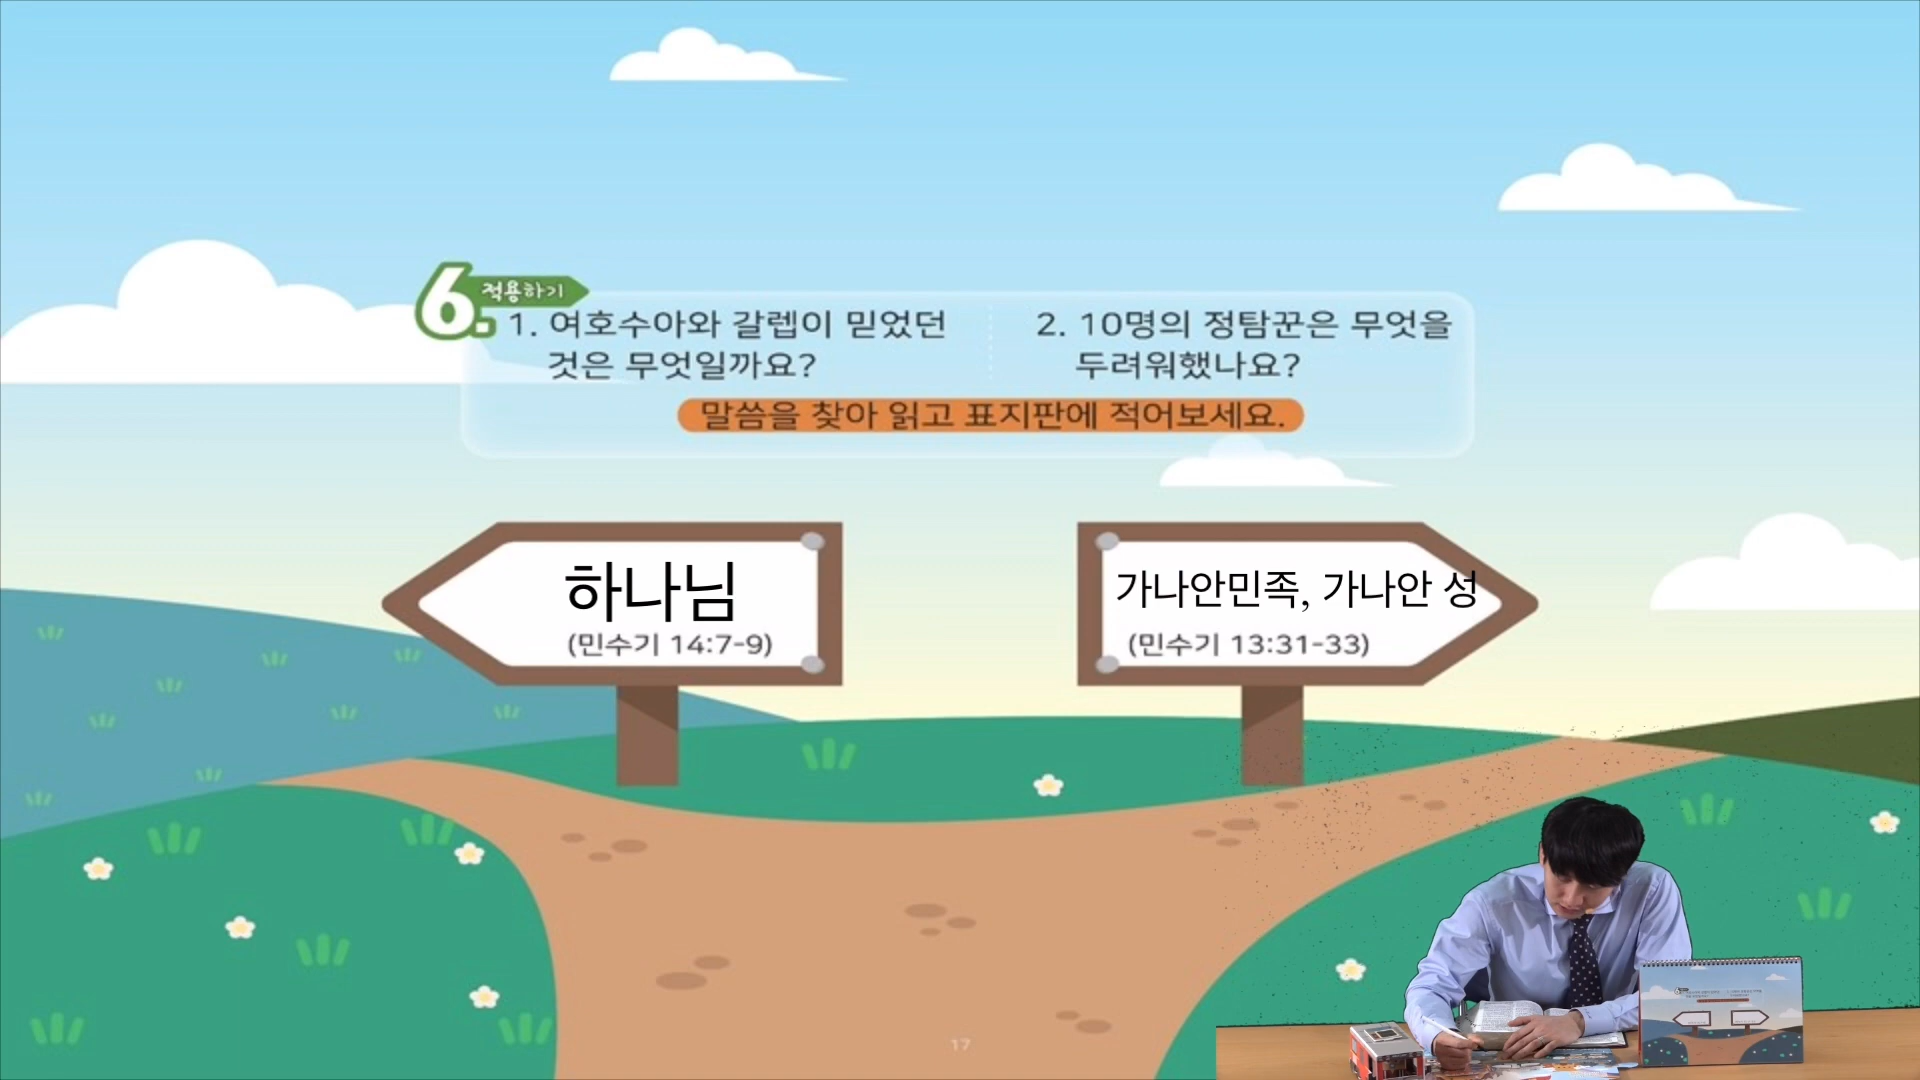 6. 적용하기
1. 여호수아와 갈렙이 믿었던
것은 무엇일까요?
2. 10명의 정탐꾼은 무엇을
두려워했나요?
말씀을 찾아 읽고 표지판에 적어보세요.
하나님
(민수기 14:7-9)
가나안민족, 가나안 성
(민수기 13:31-33)
17